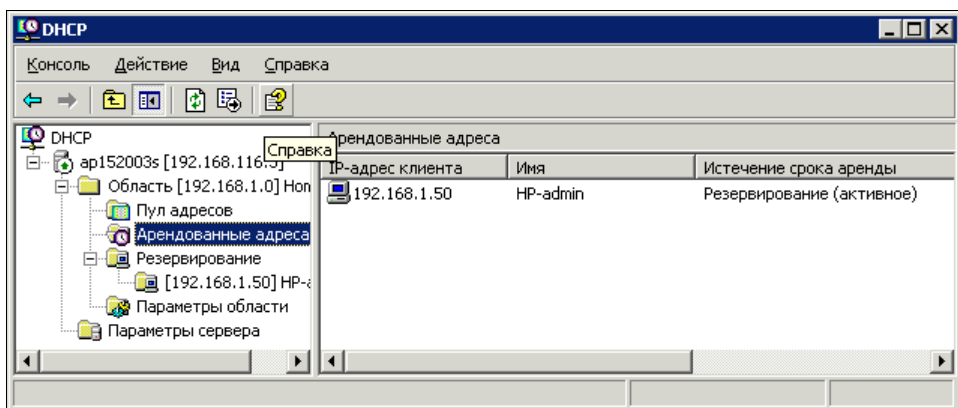 DHCP
Консоль Действие Вид Справка
DHCP
Справка
Арендованные адреса
ap152003s [192.168.116.3]
IP-адрес клиента Имя Истечение срока аренды
Область [192.168.1.0] Hom
192.168.1.50 HP-admin Резервирование (активное)
Пул адресов
Арендованные адреса
Резервирование
[192.168.1.50] HP-a
Параметры области
Параметры сервера